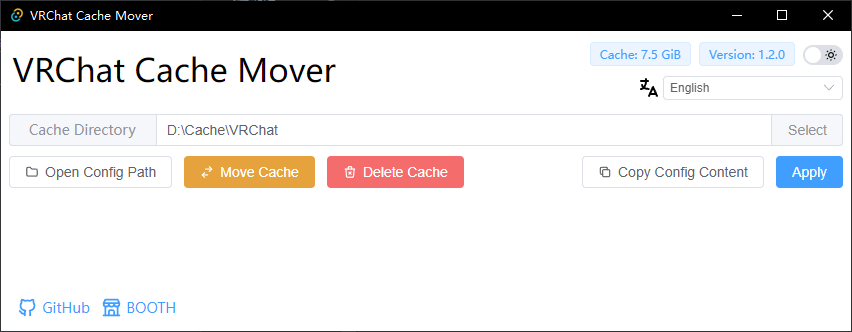 VRChat Cache Mover
VRChat Cache Mover
Cache: 7.5 GiB
Version: 1.2.0
English
Cache Directory
D:\Cache\VRChat
Select
Open Config Path
Move Cache
Delete Cache
Copy Config Content
Apply
GitHub
BOOTH